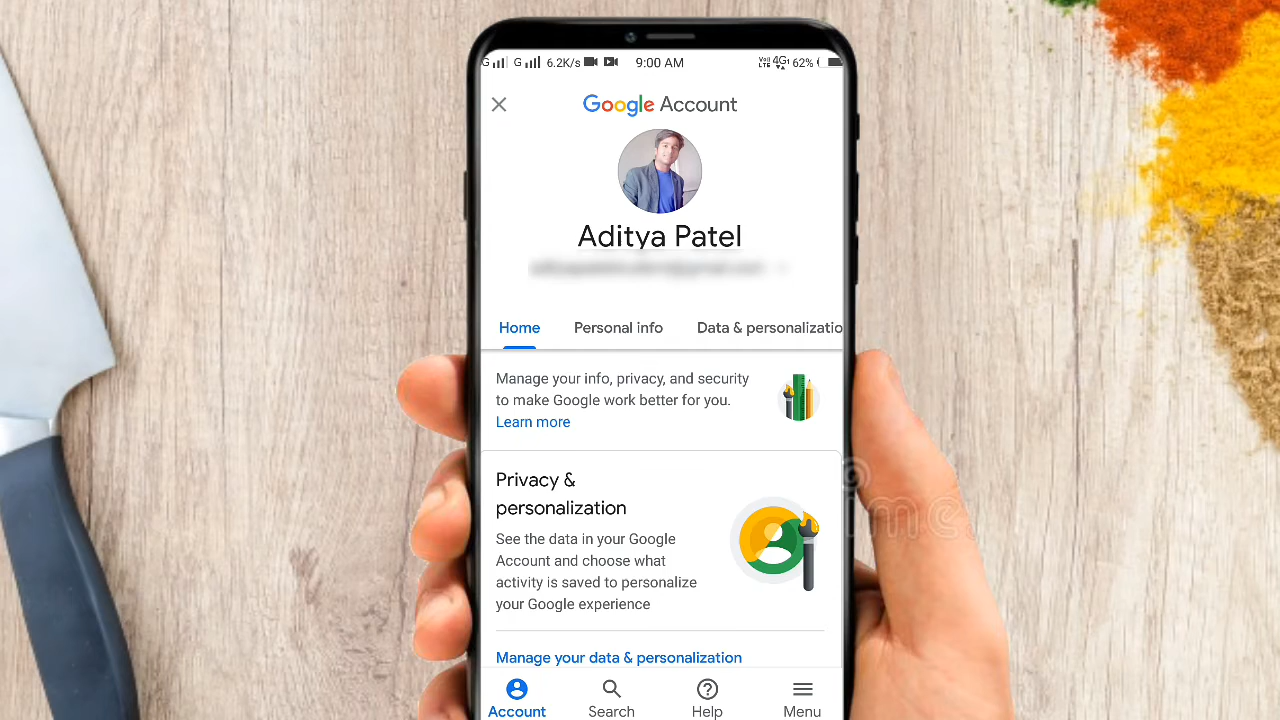 G G 6.2K/s 9:00 AM VoLTE 4G 62%
Google Account
Aditya Patel
Home Personal info Data & personalizatio
Manage your info, privacy, and security
to make Google work better for you.
Learn more
Privacy &
personalization
See the data in your Google
Account and choose what
activity is saved to personalize
your Google experience
Manage your data & personalization
Account Search Help Menu